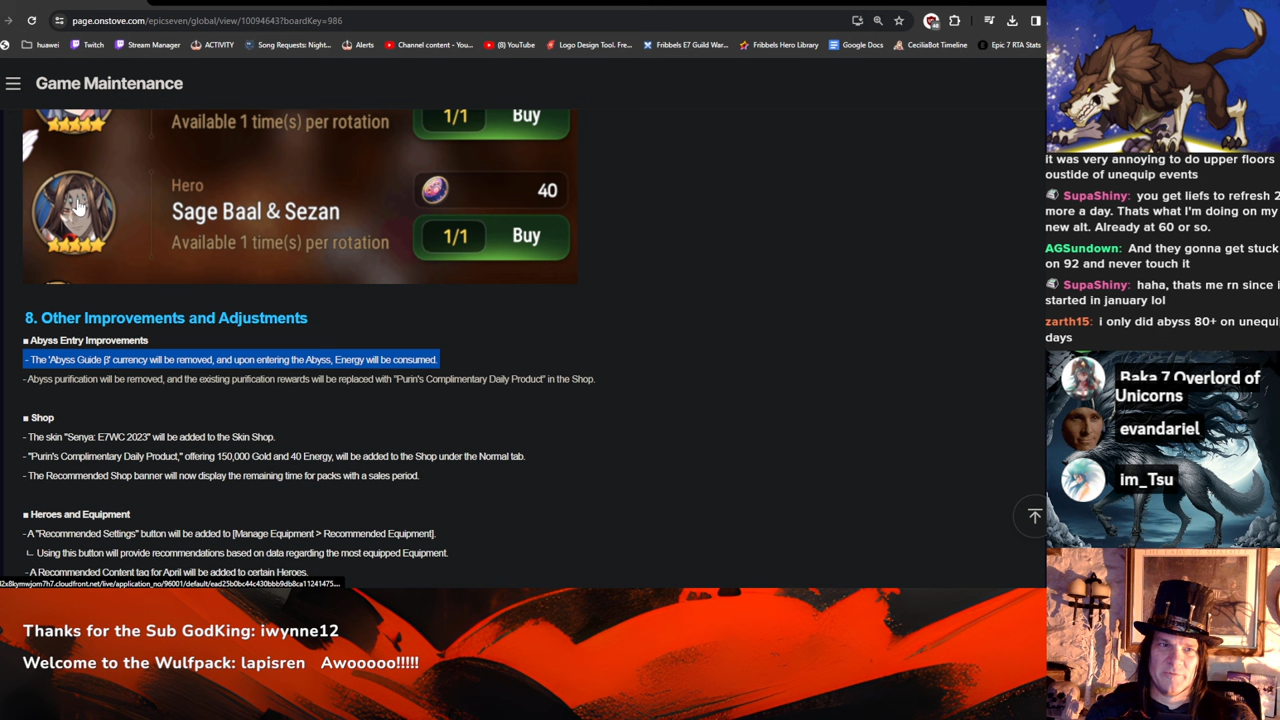 page.onstove.com/epicseven/global/view/10094643?boardKey=986
huawei
Twitch
Stream Manager
ACTIVITY
Song Requests: Night...
Alerts
Channel content - You...
(8) YouTube
Logo Design Tool. Fre...
Fribbels E7 Guild War...
Fribbels Hero Library
Google Docs
CeciliaBot Timeline
Epic 7 RTA Stats
Game Maintenance
Available 1 time(s) per rotation
1/1
Buy
Hero
40
Sage Baal & Sezan
Available 1 time(s) per rotation
1/1
Buy
8. Other Improvements and Adjustments
■ Abyss Entry Improvements
- The 'Abyss Guide β' currency will be removed, and upon entering the Abyss, Energy will be consumed.
- Abyss purification will be removed, and the existing purification rewards will be replaced with "Purin's Complimentary Daily Product" in the Shop.
■ Shop
- The skin "Senya: E7WC 2023" will be added to the Skin Shop.
- "Purin's Complimentary Daily Product," offering 150,000 Gold and 40 Energy, will be added to the Shop under the Normal tab.
- The Recommended Shop banner will now display the remaining time for packs with a sales period.
■ Heroes and Equipment
- A "Recommended Settings" button will be added to [Manage Equipment > Recommended Equipment].
ㄴ Using this button will provide recommendations based on data regarding the most equipped Equipment.
- A Recommended Content tag for April will be added to certain Heroes.
it was very annoying to do upper floors
oustide of unequip events
SupaShiny: you get liefs to refresh 2
more a day. Thats what I'm doing on my
new alt. Already at 60 or so.
AGSundown: And they gonna get stuck
on 92 and never touch it
SupaShiny: haha, thats me rn since i
started in january lol
zarth15: i only did abyss 80+ on unequi
days
Baka 7 Overlord of
Unicorns
evandariel
im_Tsu
Thanks for the Sub GodKing: iwynne12
Welcome to the Wulfpack: lapisren Awooooo!!!!!